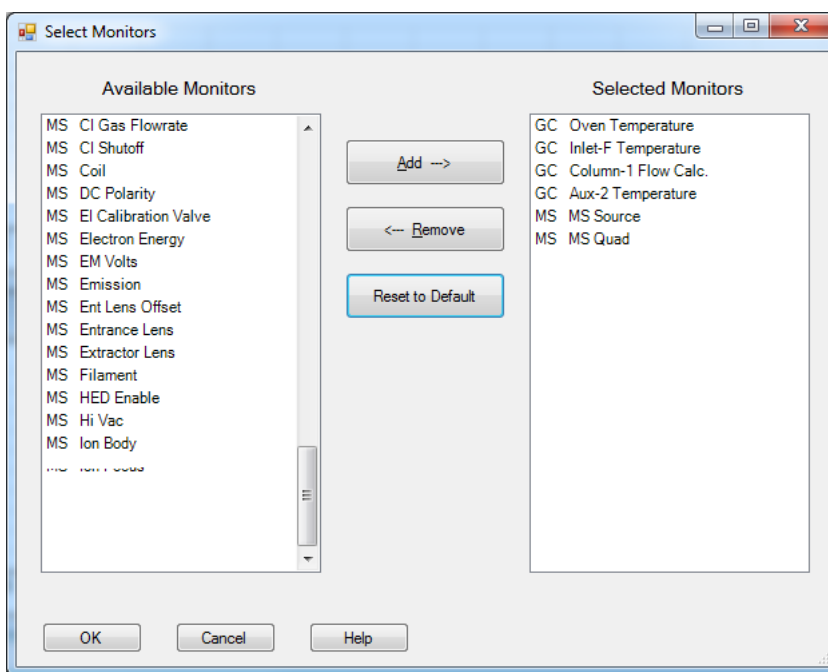 Select Monitors
Available Monitors
MS CI Gas Flowrate
MS CI Shutoff
MS Coil
MS DC Polarity
MS EI Calibration Valve
MS Electron Energy
MS EM Volts
MS Emission
MS Ent Lens Offset
MS Entrance Lens
MS Extractor Lens
MS Filament
MS HED Enable
MS Hi Vac
MS Ion Body
Add --->
<--- Remove
Reset to Default
Selected Monitors
GC Oven Temperature
GC Inlet-F Temperature
GC Column-1 Flow Calc.
GC Aux-2 Temperature
MS MS Source
MS MS Quad
OK Cancel Help